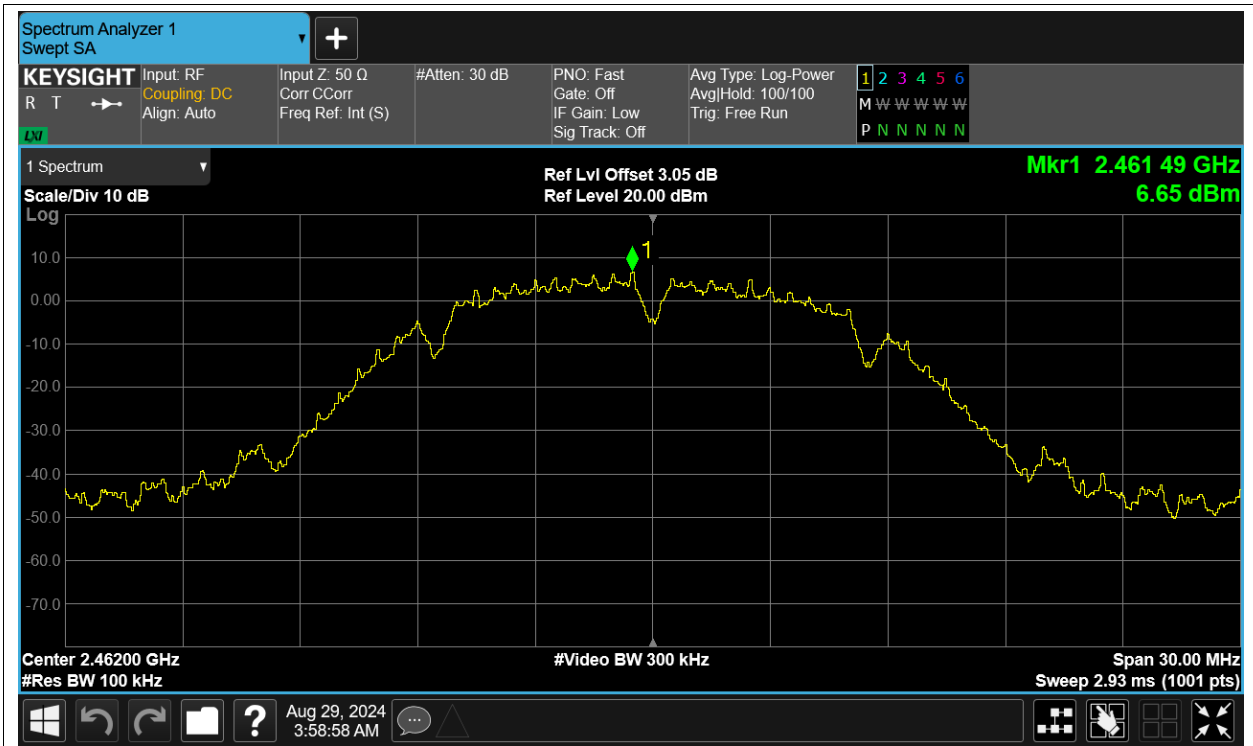 Spectrum Analyzer 1
Swept SA
KEYSIGHT
R T
LXI
Input: RF
Coupling: DC
Align: Auto
Input Z: 50 Ω
Corr CCorr
Freq Ref: Int (S)
#Atten: 30 dB
PNO: Fast
Gate: Off
IF Gain: Low
Sig Track: Off
Avg Type: Log-Power
Avg|Hold: 100/100
Trig: Free Run
1 2 3 4 5 6
M W W W W W
P N N N N N
1 Spectrum
Scale/Div 10 dB
Log
Ref Lvl Offset 3.05 dB
Ref Level 20.00 dBm
Mkr1 2.461 49 GHz
6.65 dBm
1
10.0
0.00
-10.0
-20.0
-30.0
-40.0
-50.0
-60.0
-70.0
Center 2.46200 GHz
#Res BW 100 kHz
#Video BW 300 kHz
Span 30.00 MHz
Sweep 2.93 ms (1001 pts)
?
Aug 29, 2024
3:58:58 AM